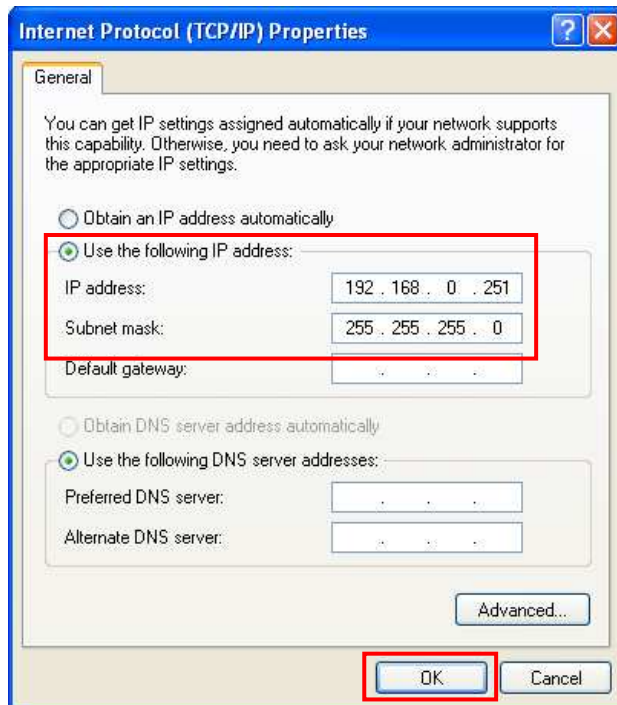 Internet Protocol (TCP/IP) Properties
?
General
You can get IP settings assigned automatically if your network supports
this capability. Otherwise, you need to ask your network administrator for
the appropriate IP settings.
Obtain an IP address automatically
Use the following IP address:
IP address: 192 . 168 . 0 . 251
Subnet mask: 255 . 255 . 255 . 0
Default gateway: . . .
Obtain DNS server address automatically
Use the following DNS server addresses:
Preferred DNS server: . . .
Alternate DNS server: . . .
Advanced...
OK Cancel